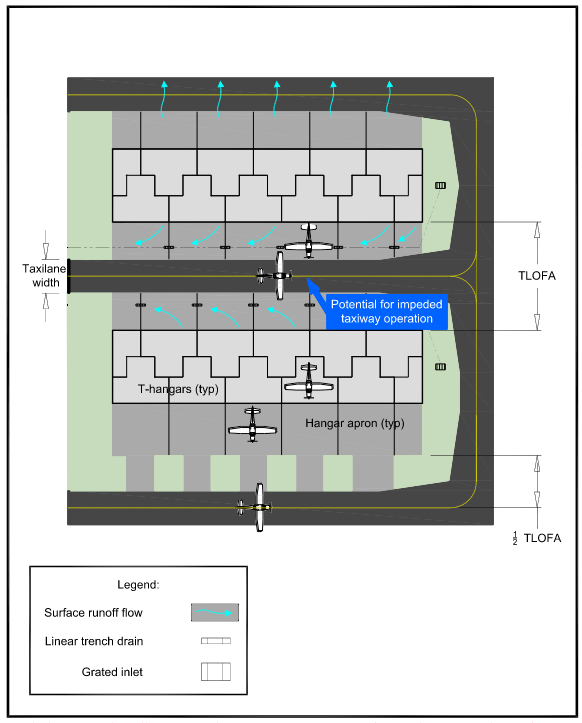 Taxilane
width
TLOFA
Potential for impeded
taxiway operation
T-hangars (typ)
Hangar apron (typ)
½ TLOFA
Legend:
Surface runoff flow
Linear trench drain
Grated inlet